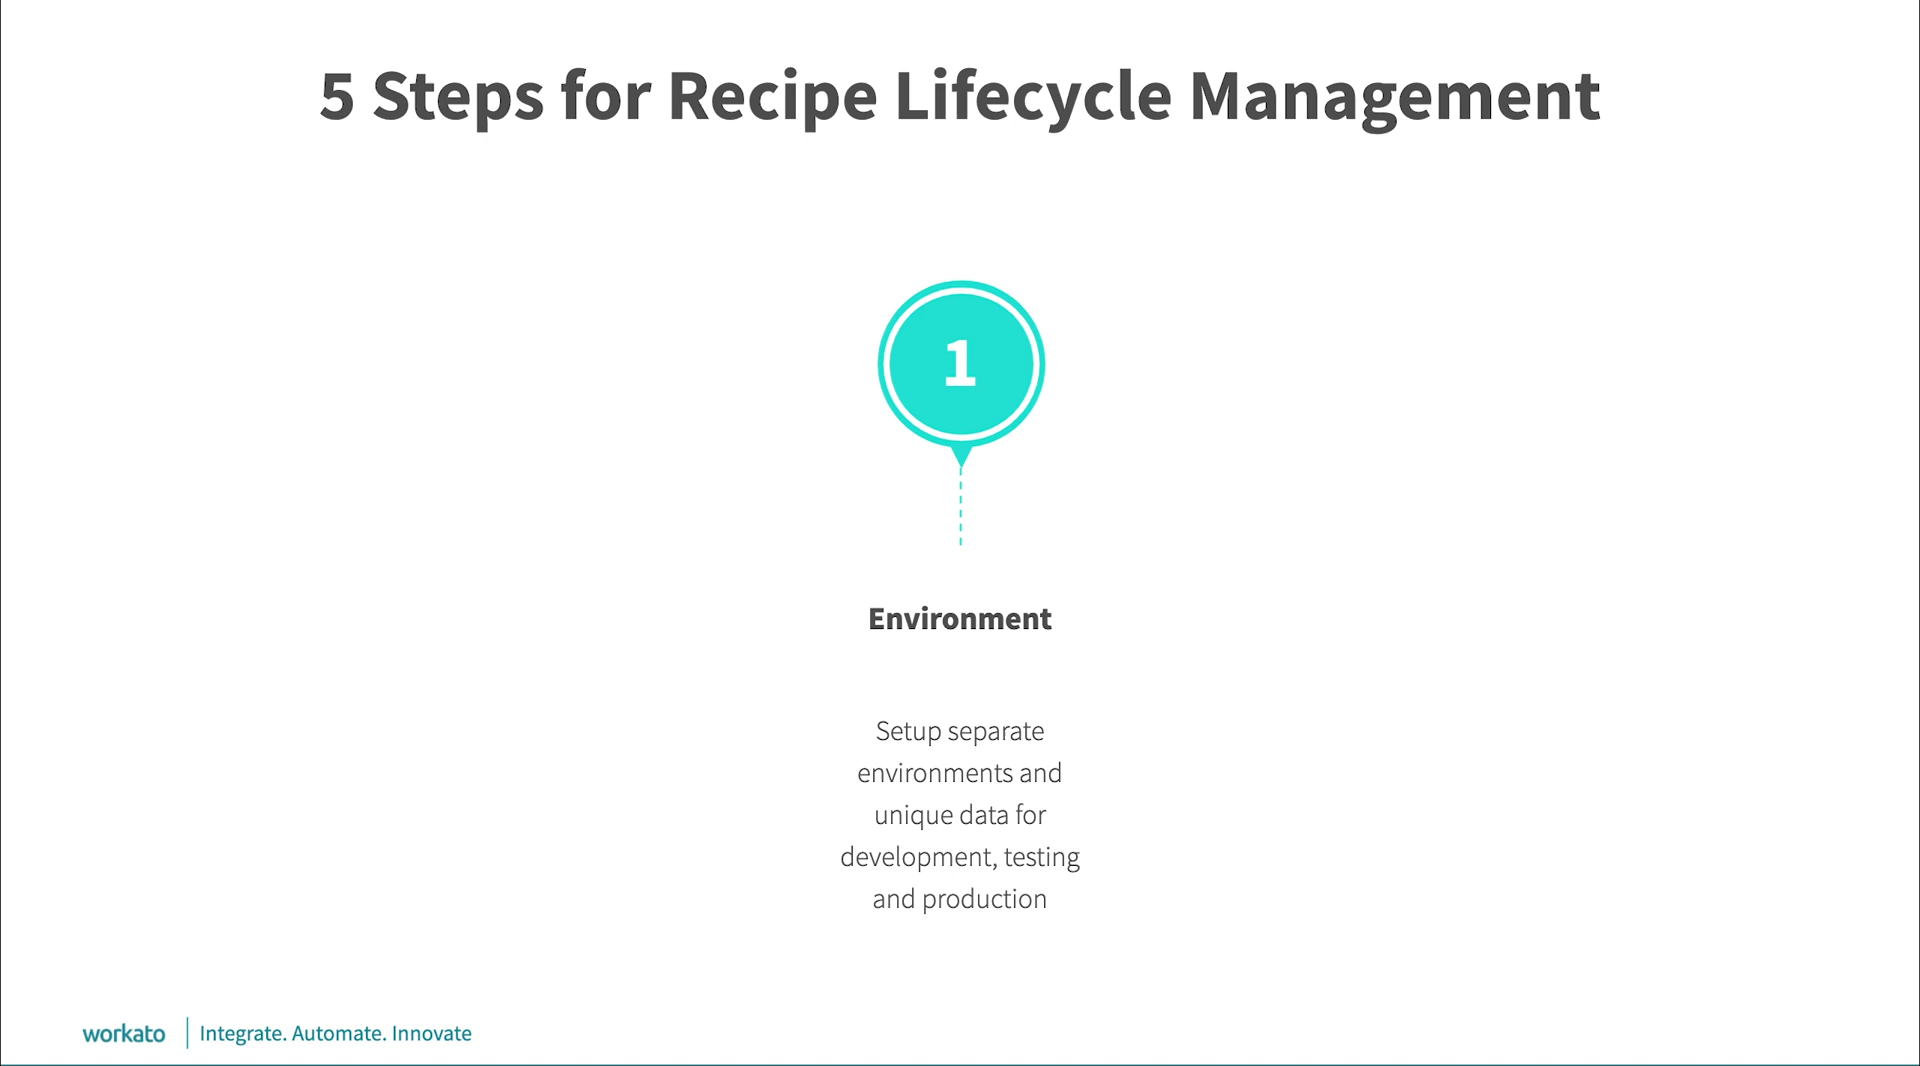 5 Steps for Recipe Lifecycle Management
1
Environment
Setup separate
environments and
unique data for
development, testing
and production
workato
Integrate. Automate. Innovate